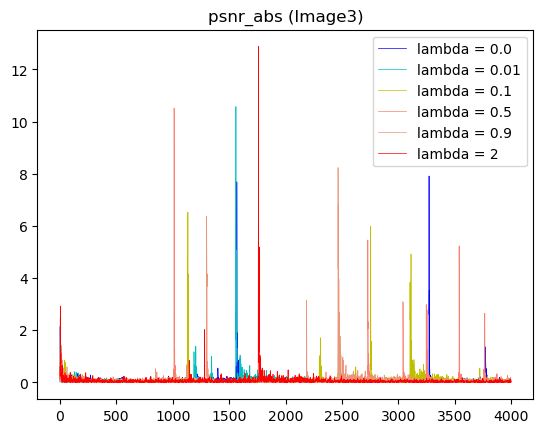 psnr_abs (Image3)
lambda = 0.0
lambda = 0.01
lambda = 0.1
lambda = 0.5
lambda = 0.9
lambda = 2
12
10
8
6
4
2
0
0 500 1000 1500 2000 2500 3000 3500 4000